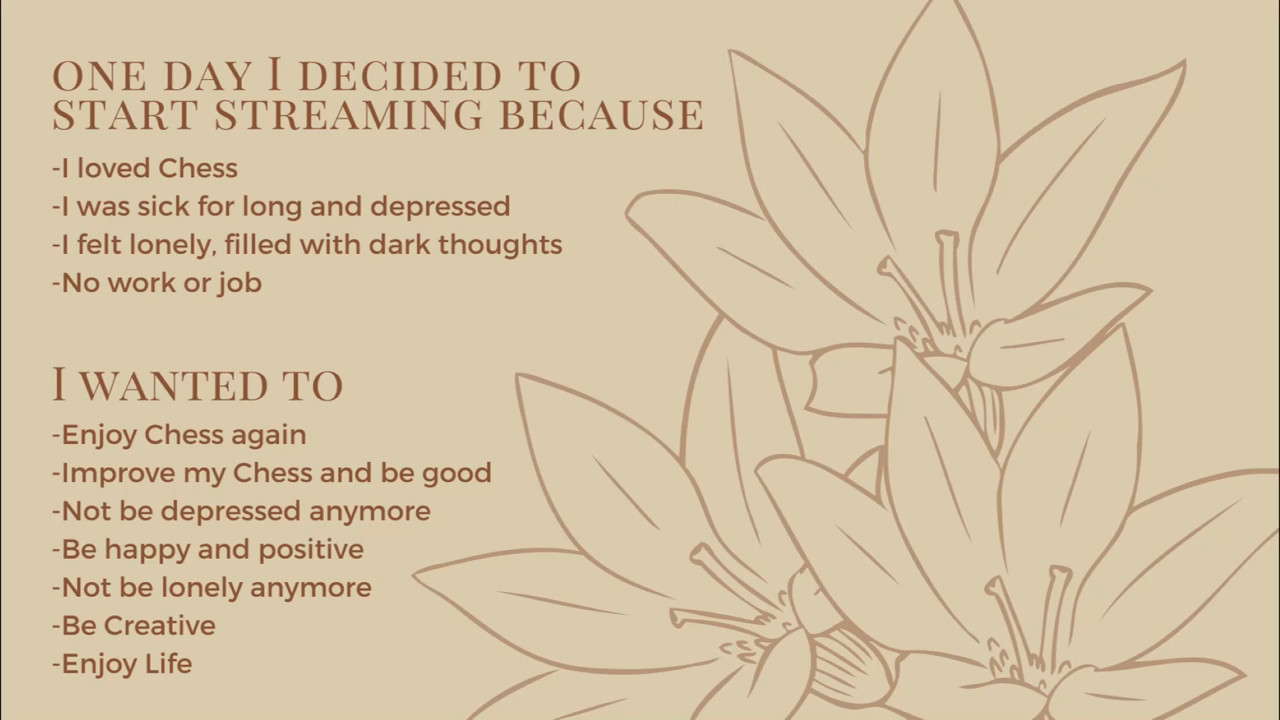 ONE DAY I DECIDED TO
START STREAMING BECAUSE
-I loved Chess
-I was sick for long and depressed
-I felt lonely, filled with dark thoughts
-No work or job
I WANTED TO
-Enjoy Chess again
-Improve my Chess and be good
-Not be depressed anymore
-Be happy and positive
-Not be lonely anymore
-Be Creative
-Enjoy Life